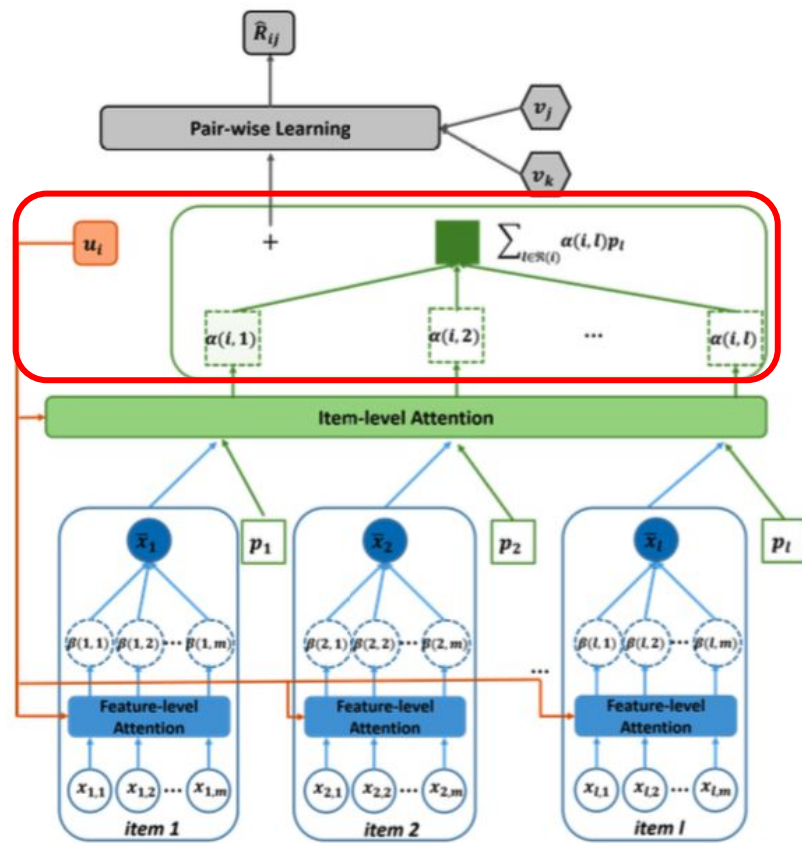 R̂ᵢⱼ
Pair-wise Learning
vⱼ
vₖ
uᵢ
+
∑_{l∈ℜ(i)} α(i, l)pₗ
α(i, 1) α(i, 2) ... α(i, l)
Item-level Attention
x̄₁ p₁ x̄₂ p₂ x̄ₗ pₗ
β(1, 1) β(1, 2) ... β(1, m) β(2, 1) β(2, 2) ... β(2, m) ... β(l, 1) β(l, 2) ... β(l, m)
Feature-level Attention
Feature-level Attention
Feature-level Attention
x₁,₁ x₁,₂ ... x₁,ₘ x₂,₁ x₂,₂ ... x₂,ₘ xₗ,₁ xₗ,₂ ... xₗ,ₘ
item 1 item 2 item l